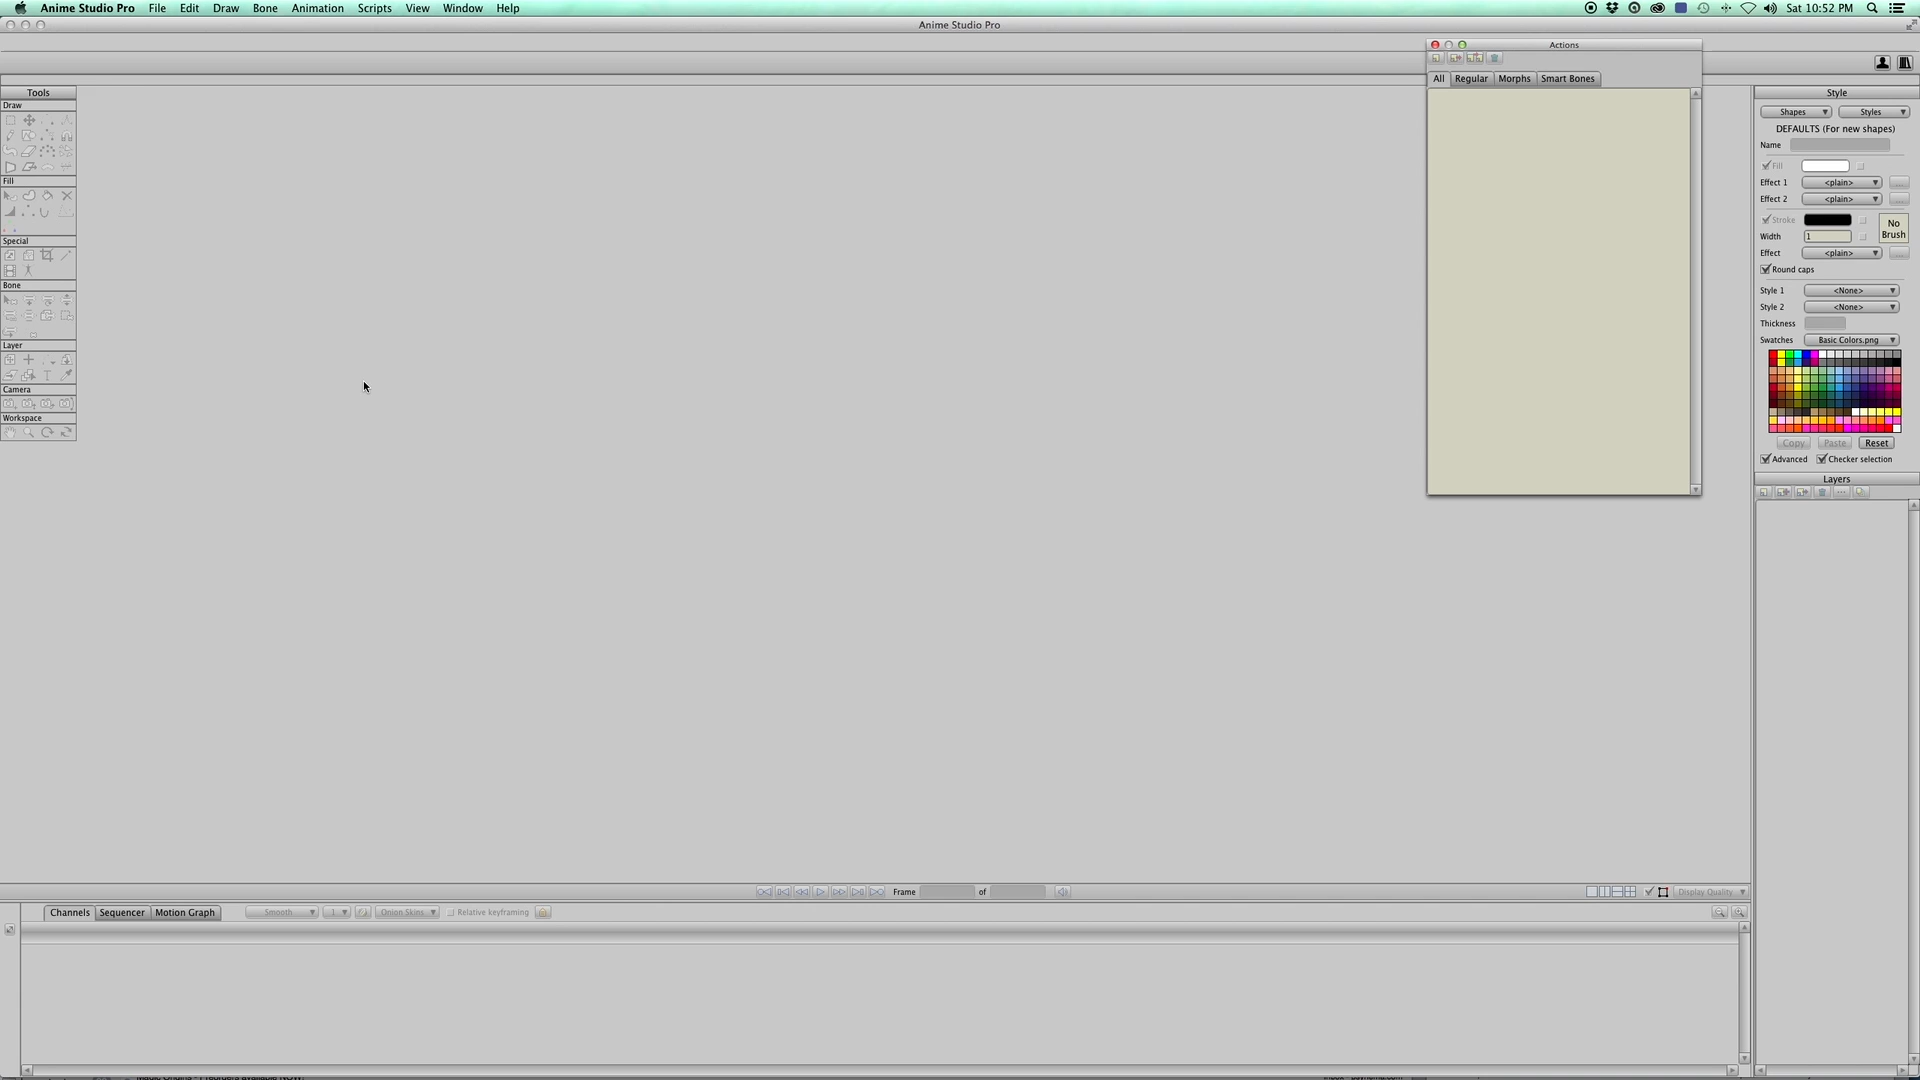 Anime Studio Pro File Edit Draw Bone Animation Scripts View Window Help Sat 10:52 PM
Anime Studio Pro
Actions
All Regular Morphs Smart Bones
Tools
Draw
Fill
Special
Bone
Layer
Camera
Workspace
Style
Shapes Styles
DEFAULTS (For new shapes)
Name
Fill
Effect 1 <plain> ...
Effect 2 <plain> ...
Stroke
No
Brush
Width 1
Effect <plain> ...
Round caps
Style 1 <None>
Style 2 <None>
Thickness
Swatches Basic Colors.png
Copy Paste Reset
Advanced Checker selection
Layers
Frame of Display Quality
Channels Sequencer Motion Graph Smooth 1 Onion Skins Relative keyframing